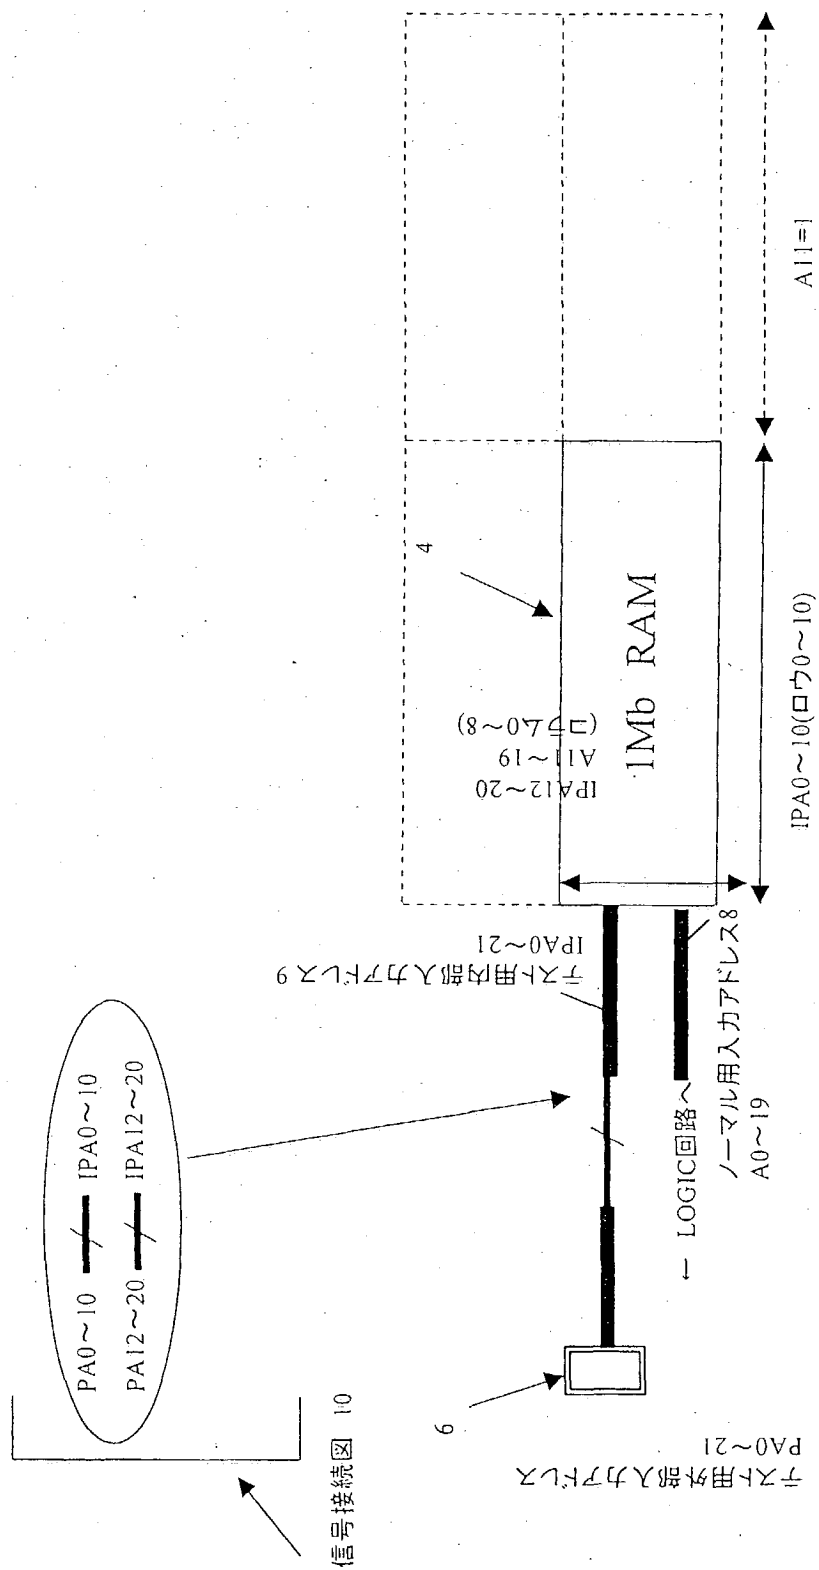 PA0～10 IPA0～10
PA12～20 IPA12～20
信号接続図 10
4
1Mb RAM
IPA12～20
A11～19
(コラム0～8)
A11=1
IPA0～10(ロウ0～10)
テスト用内部入力アドレス9
IPA0～21
← LOGIC回路へ
ノーマル用入力アドレス8
A0～19
6
テスト用外部入力アドレス
PA0～21